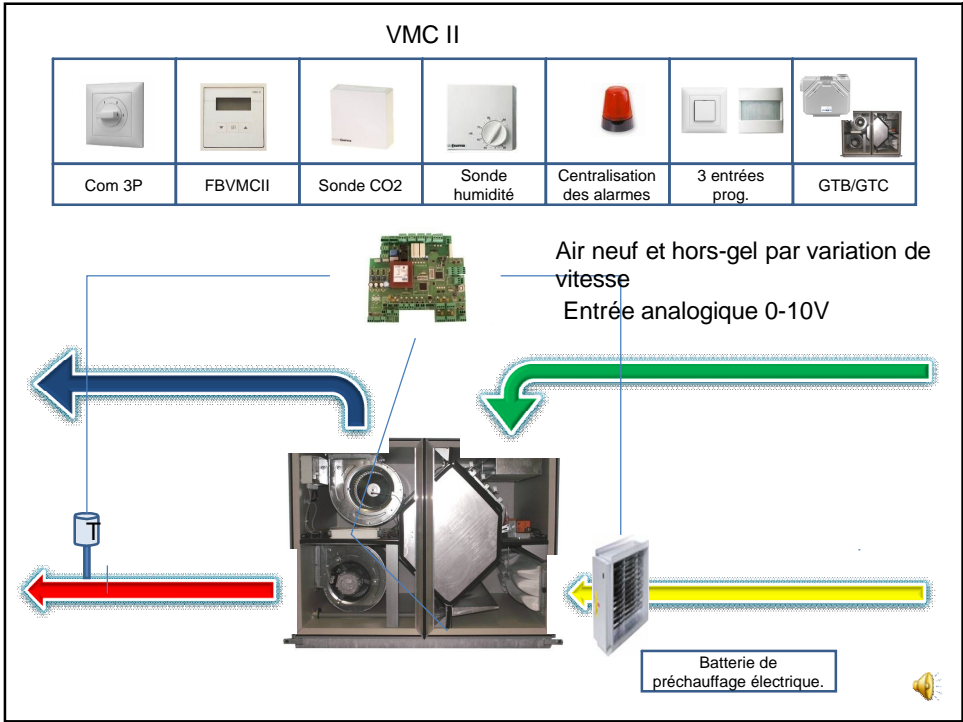 VMC II
Com 3P
FBVMCII
Sonde CO2
Sonde
humidité
Centralisation
des alarmes
3 entrées
prog.
GTB/GTC
Air neuf et hors-gel par variation de
vitesse
Entrée analogique 0-10V
T
Batterie de
préchauffage électrique.